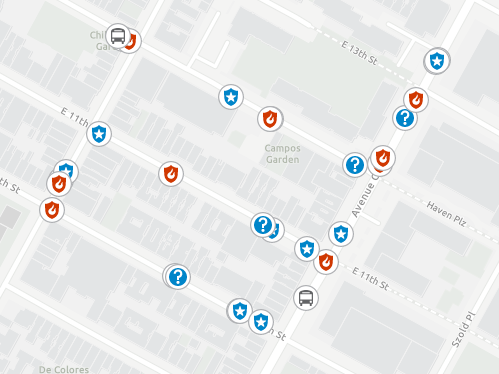 E 13th St
E 11th St
Campos
Garden
Avenue
Haven Plz
E 11th St
Szold Pl
De Colores